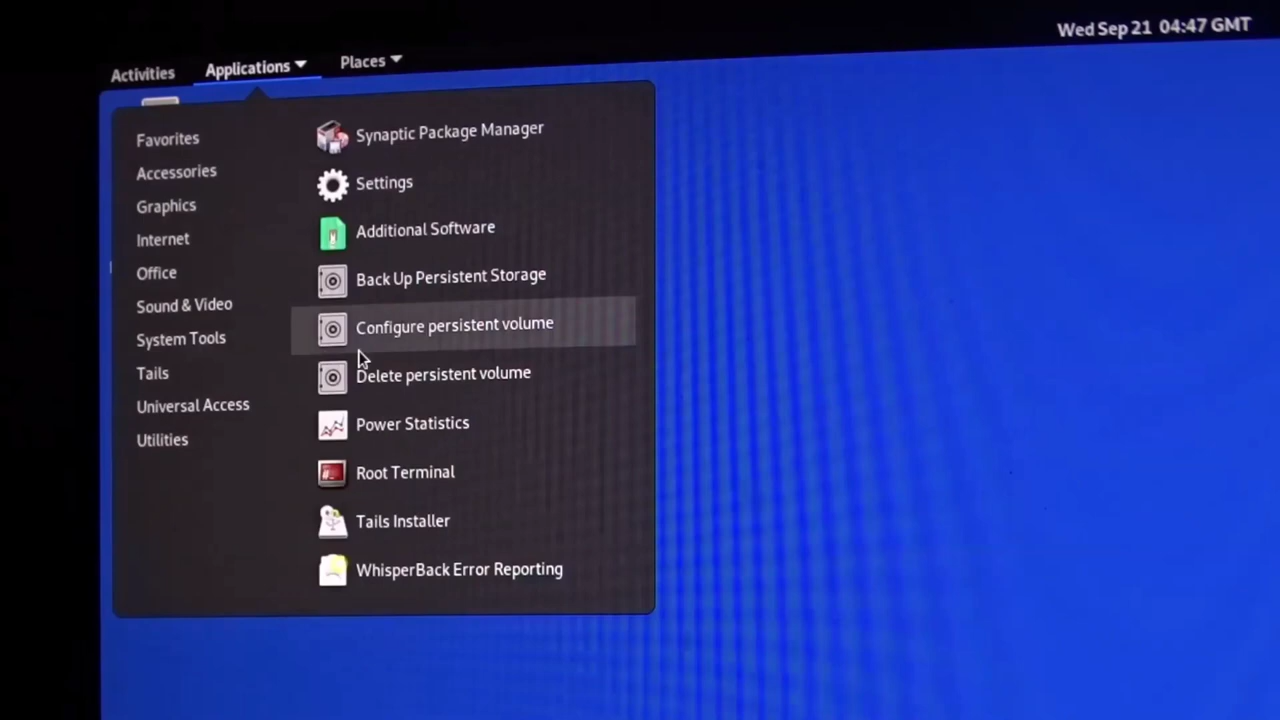 Wed Sep 21 04:47 GMT
Activities Applications Places
Favorites
Accessories
Graphics
Internet
Office
Sound & Video
System Tools
Tails
Universal Access
Utilities
Synaptic Package Manager
Settings
Additional Software
Back Up Persistent Storage
Configure persistent volume
Delete persistent volume
Power Statistics
Root Terminal
Tails Installer
WhisperBack Error Reporting